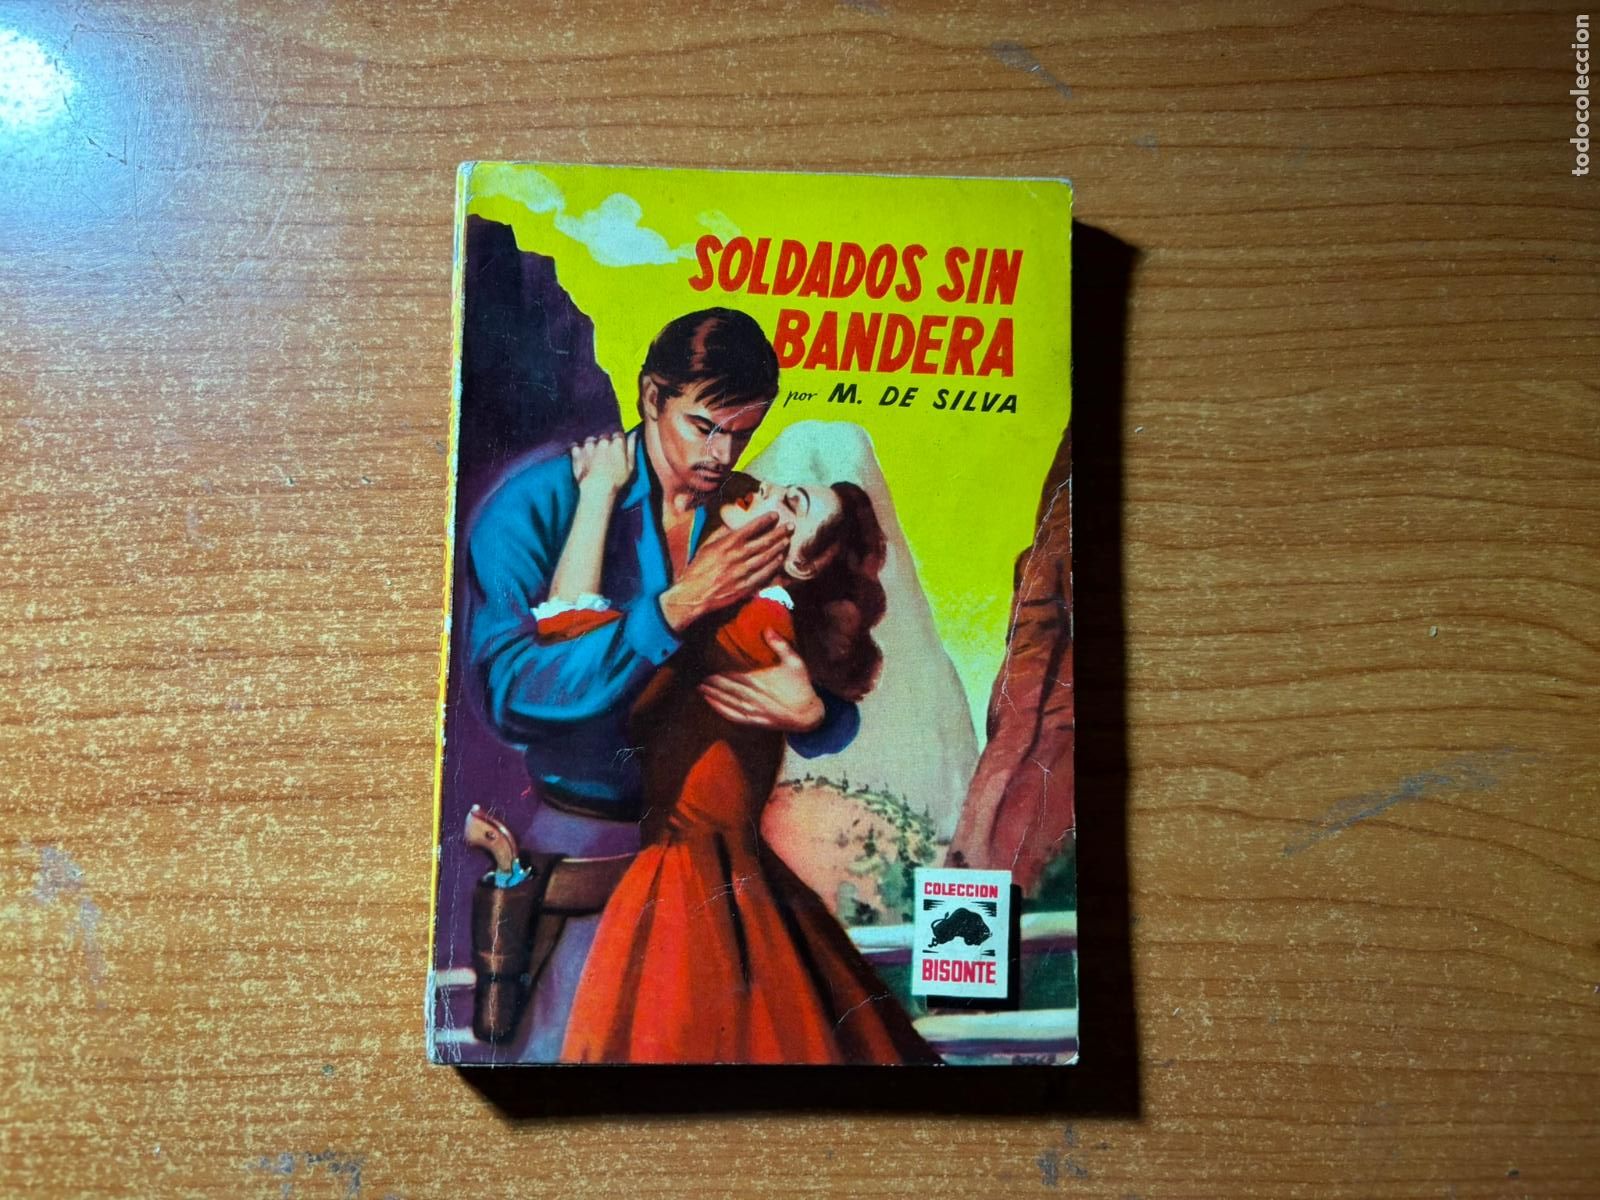 SOLDADOS SIN
BANDERA
por M. DE SILVA
COLECCION
BISONTE
todocoleccion